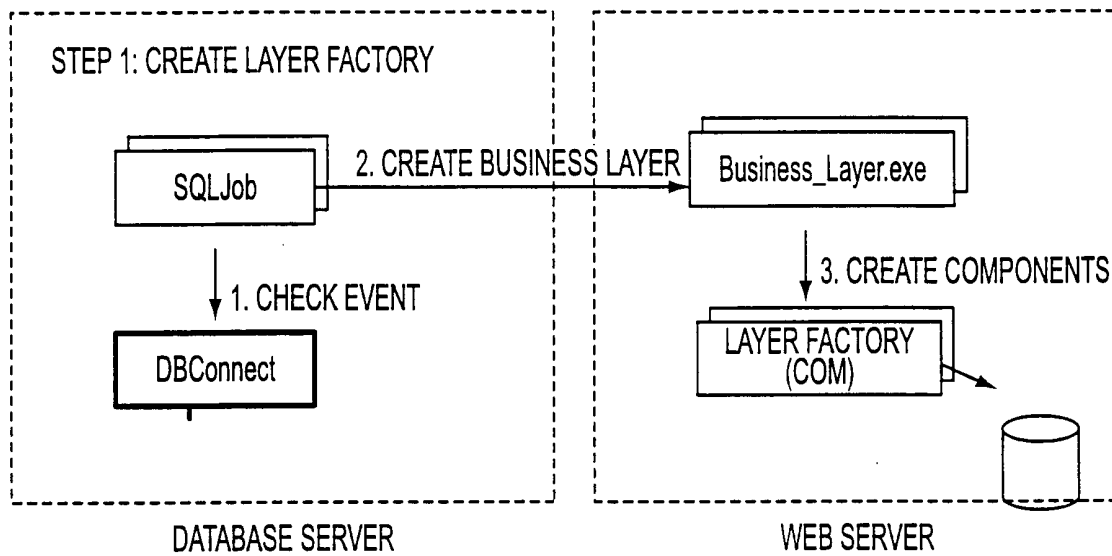 STEP 1: CREATE LAYER FACTORY
SQLJob
2. CREATE BUSINESS LAYER
Business_Layer.exe
1. CHECK EVENT
3. CREATE COMPONENTS
DBConnect
LAYER FACTORY
(COM)
DATABASE SERVER
WEB SERVER